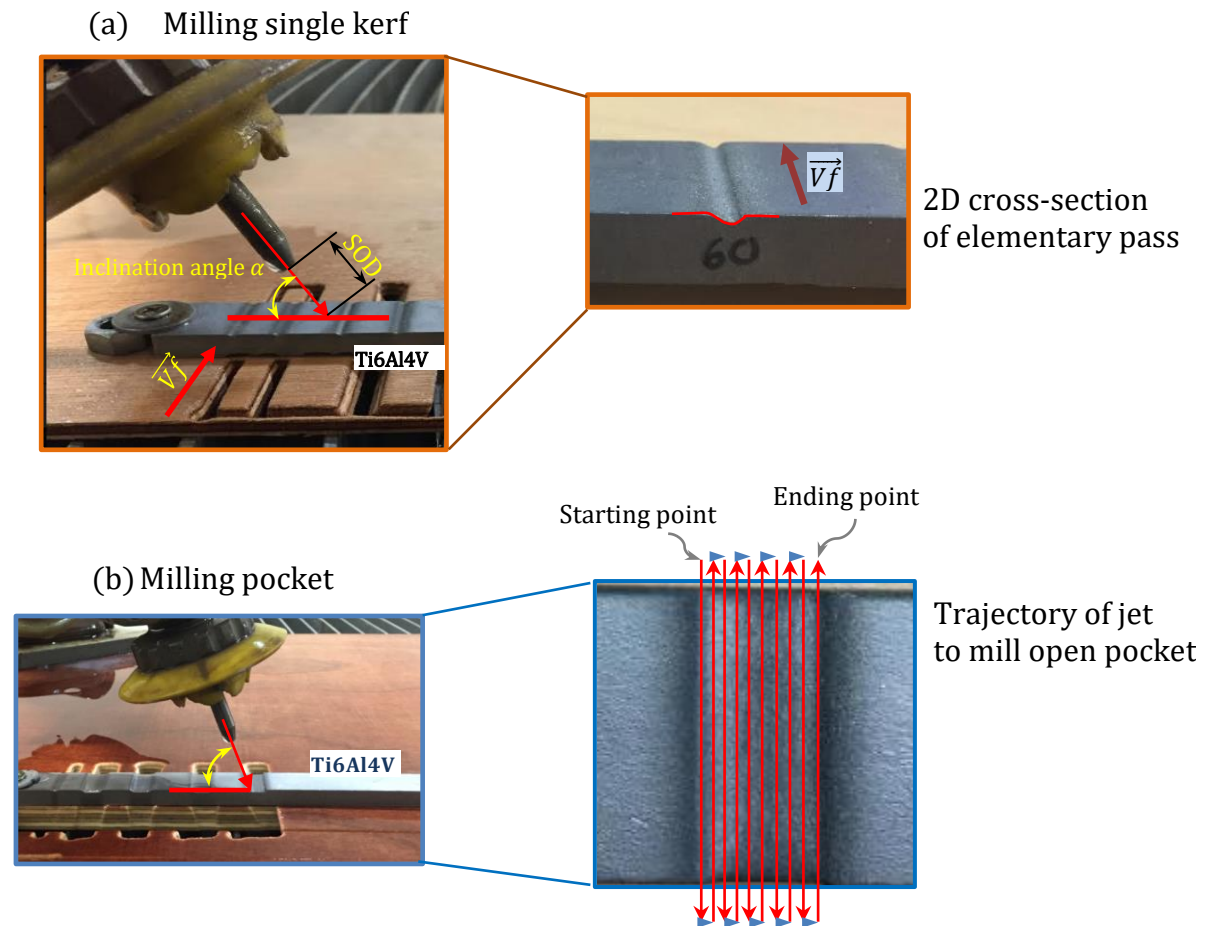 (a) Milling single kerf
SOD
Inclination angle α
Ti6Al4V
Vf
Vf
60
2D cross-section
of elementary pass
Starting point
Ending point
(b) Milling pocket
Ti6Al4V
Trajectory of jet
to mill open pocket